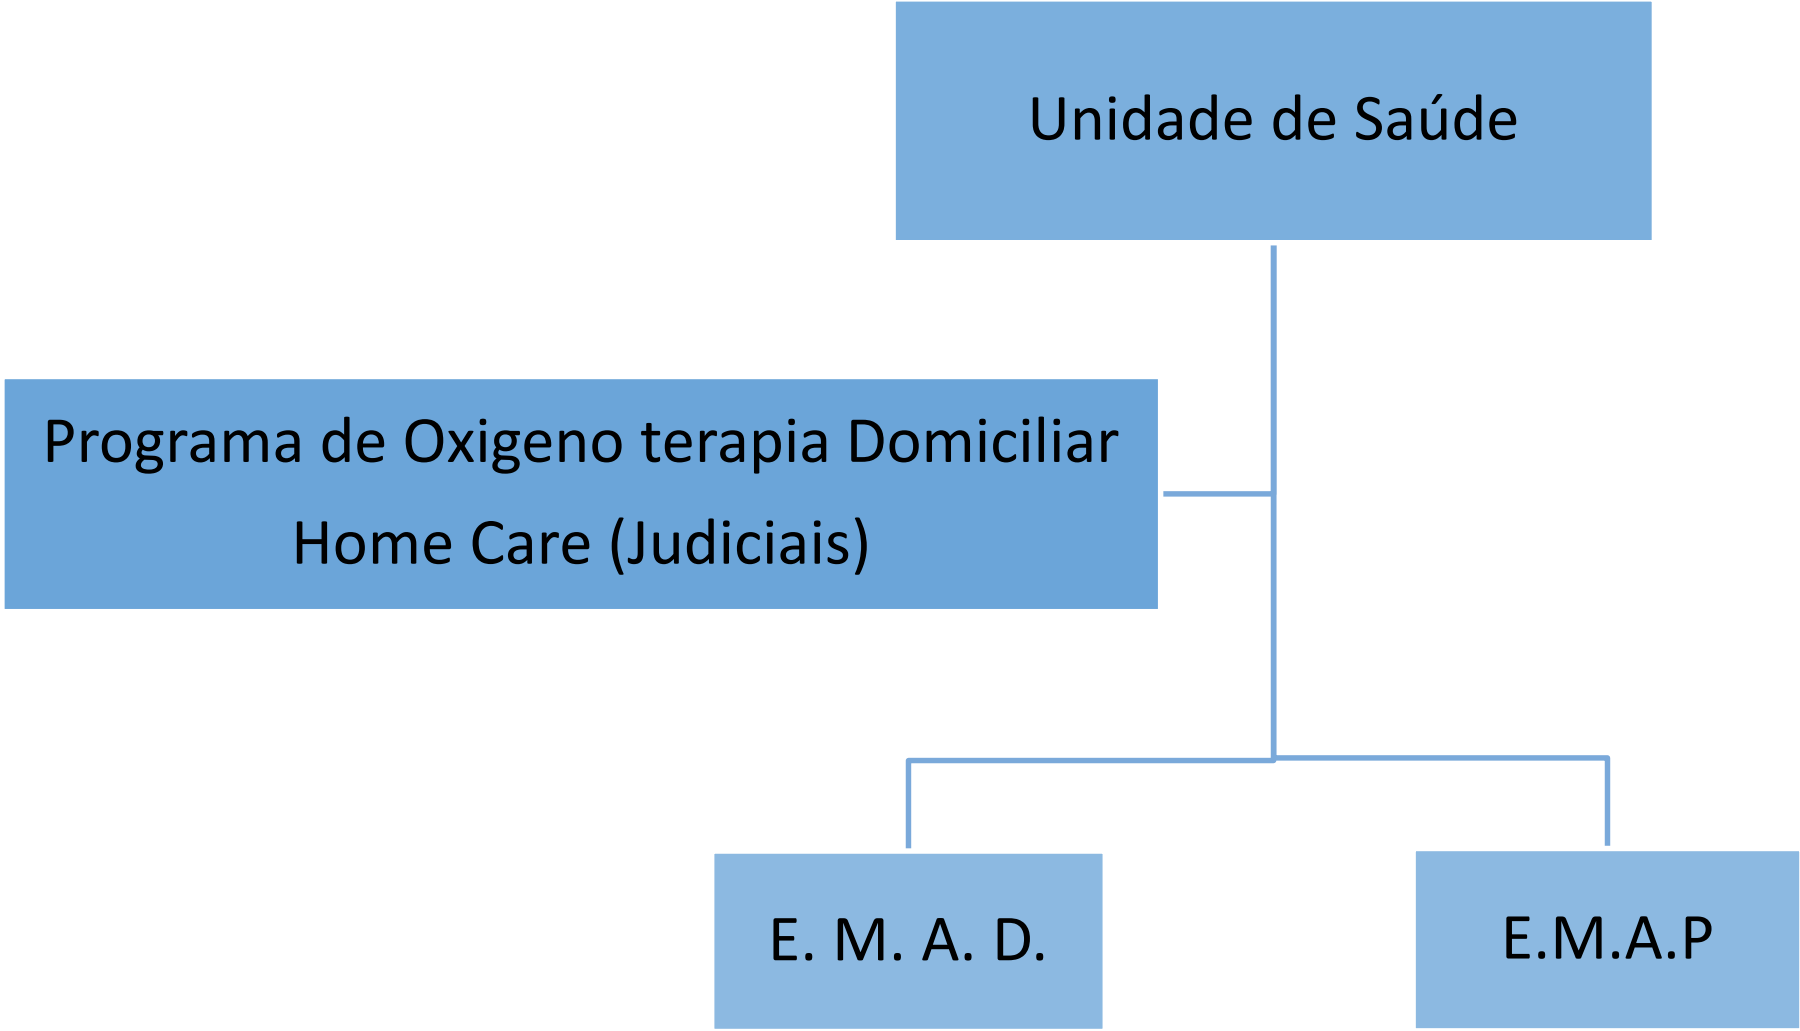 Unidade de Saúde
Programa de Oxigeno terapia Domiciliar
Home Care (Judiciais)
E. M. A. D.
E.M.A.P